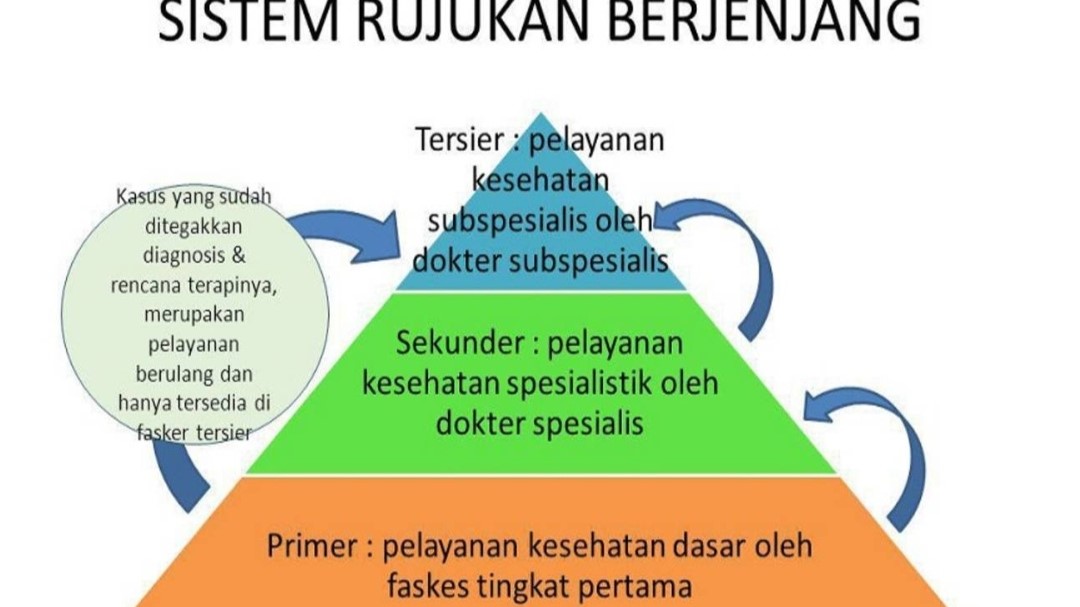 SISTEM RUJUKAN BERJENJANG
Tersier : pelayanan
kesehatan
subspesialis oleh
dokter subspesialis
Kasus yang sudah
ditegakkan
diagnosis &
rencana terapinya,
merupakan
pelayanan
berulang dan
hanya tersedia di
fasker tersier
Sekunder : pelayanan
kesehatan spesialistik oleh
dokter spesialis
Primer : pelayanan kesehatan dasar oleh
faskes tingkat pertama